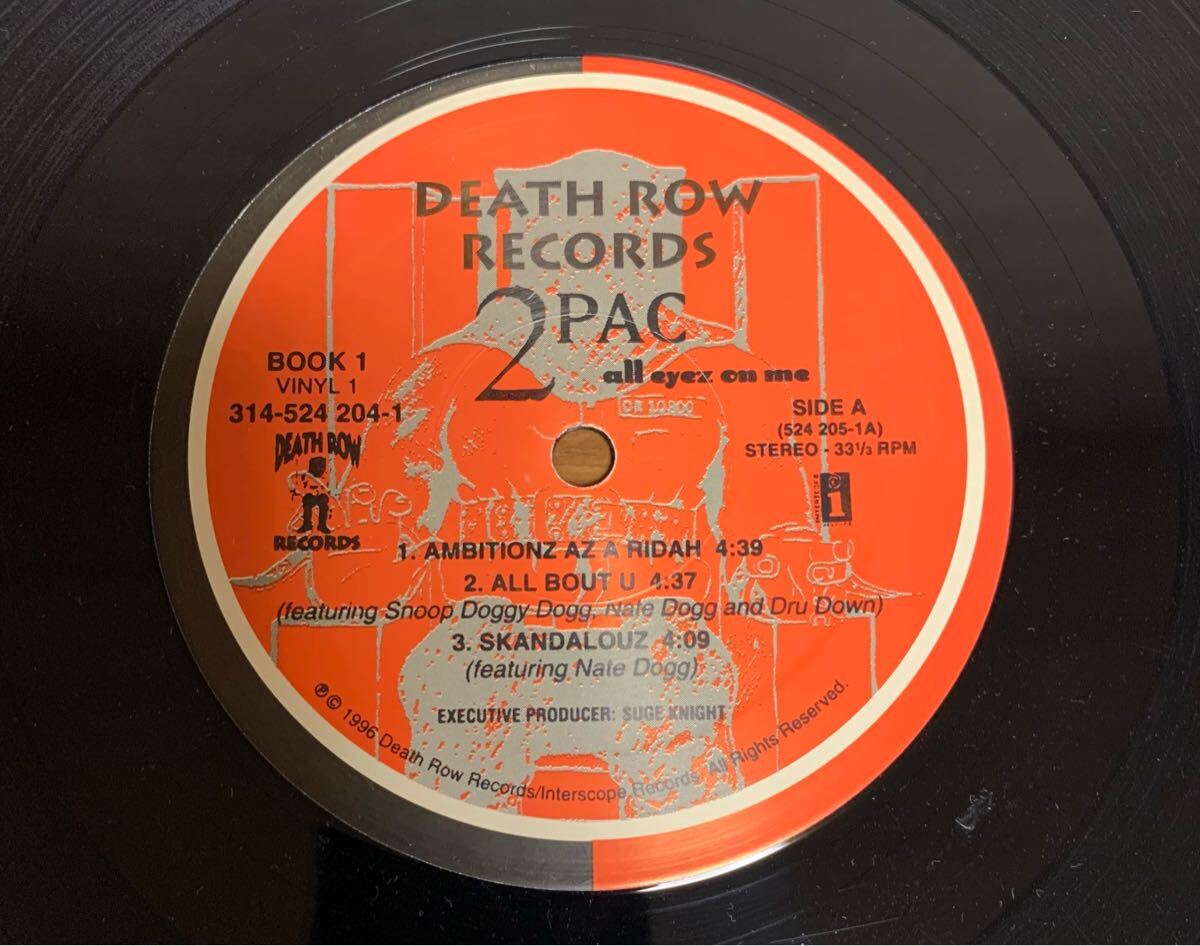 DEATH ROW
RECORDS
2PAC
all eyez on me
BOOK 1
VINYL 1
314-524 204-1
DEATH ROW
RECORDS
SIDE A
(524 205-1A)
STEREO - 33 1/3 RPM
INTERSCOPE
i
1. AMBITIONZ AZ A RIDAH 4:39
2. ALL BOUT U 4:37
(featuring Snoop Doggy Dogg, Nate Dogg and Dru Down)
3. SKANDALOUZ 4:09
(featuring Nate Dogg)
EXECUTIVE PRODUCER: SUGE KNIGHT
℗© 1996 Death Row Records/Interscope Records. All Rights Reserved.